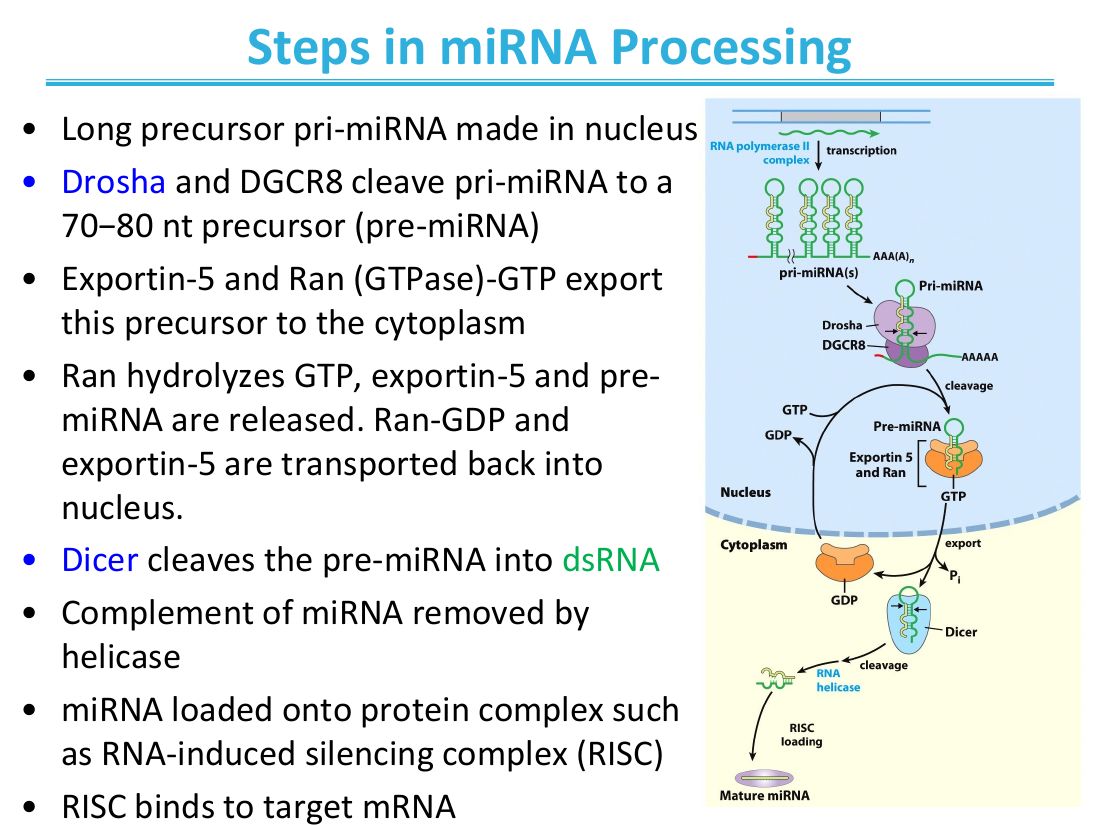 Steps in miRNA Processing
• Long precursor pri-miRNA made in nucleus
• Drosha and DGCR8 cleave pri-miRNA to a
70−80 nt precursor (pre-miRNA)
• Exportin-5 and Ran (GTPase)-GTP export
this precursor to the cytoplasm
• Ran hydrolyzes GTP, exportin-5 and pre-
miRNA are released. Ran-GDP and
exportin-5 are transported back into
nucleus.
• Dicer cleaves the pre-miRNA into dsRNA
• Complement of miRNA removed by
helicase
• miRNA loaded onto protein complex such
as RNA-induced silencing complex (RISC)
• RISC binds to target mRNA
RNA polymerase II
complex
transcription
AAA(A)n
pri-miRNA(s)
Pri-miRNA
Drosha
DGCR8
AAAAA
cleavage
GTP
GDP
Pre-miRNA
Exportin 5
and Ran
GTP
Nucleus
Cytoplasm
export
Pi
GDP
Dicer
cleavage
RNA
helicase
RISC
loading
Mature miRNA